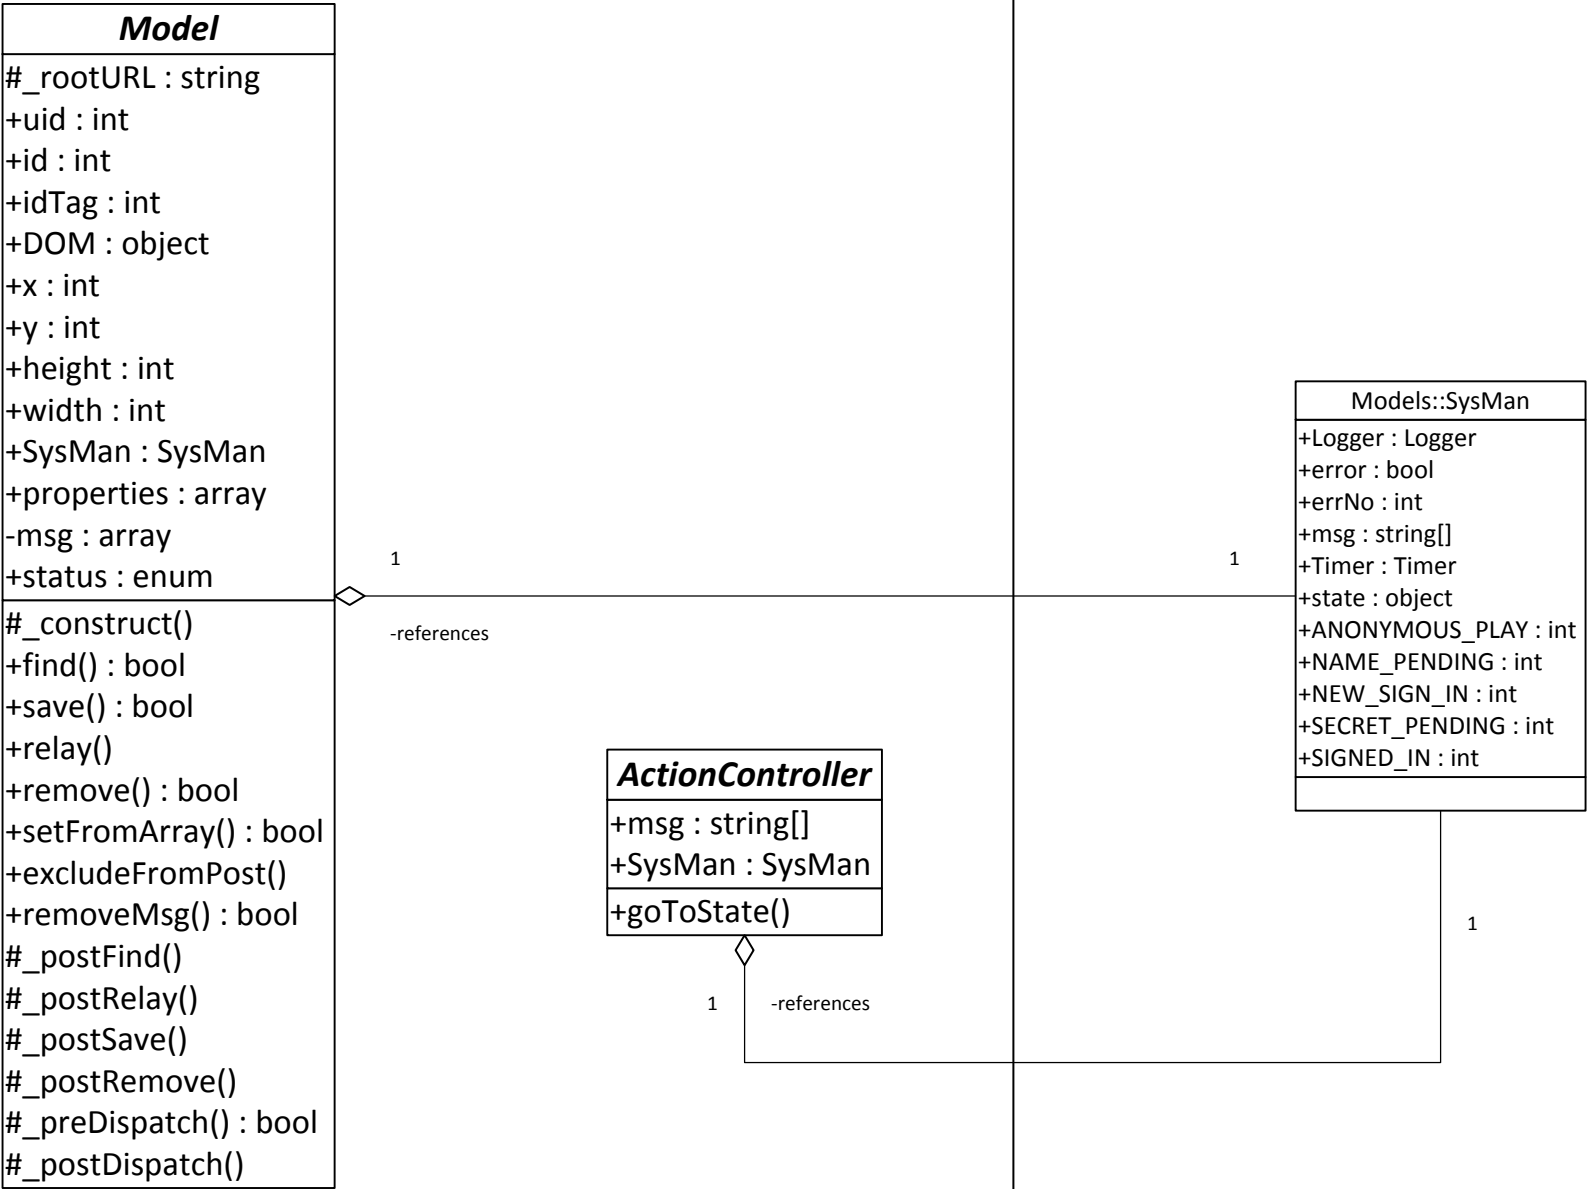 Model
#_rootURL : string
+uid : int
+id : int
+idTag : int
+DOM : object
+x : int
+y : int
+height : int
+width : int
+SysMan : SysMan
+properties : array
-msg : array
+status : enum
#_construct()
+find() : bool
+save() : bool
+relay()
+remove() : bool
+setFromArray() : bool
+excludeFromPost()
+removeMsg() : bool
#_postFind()
#_postRelay()
#_postSave()
#_postRemove()
#_preDispatch() : bool
#_postDispatch()
1
-references
1
ActionController
+msg : string[]
+SysMan : SysMan
+goToState()
1
-references
Models::SysMan
+Logger : Logger
+error : bool
+errNo : int
+msg : string[]
+Timer : Timer
+state : object
+ANONYMOUS_PLAY : int
+NAME_PENDING : int
+NEW_SIGN_IN : int
+SECRET_PENDING : int
+SIGNED_IN : int
1